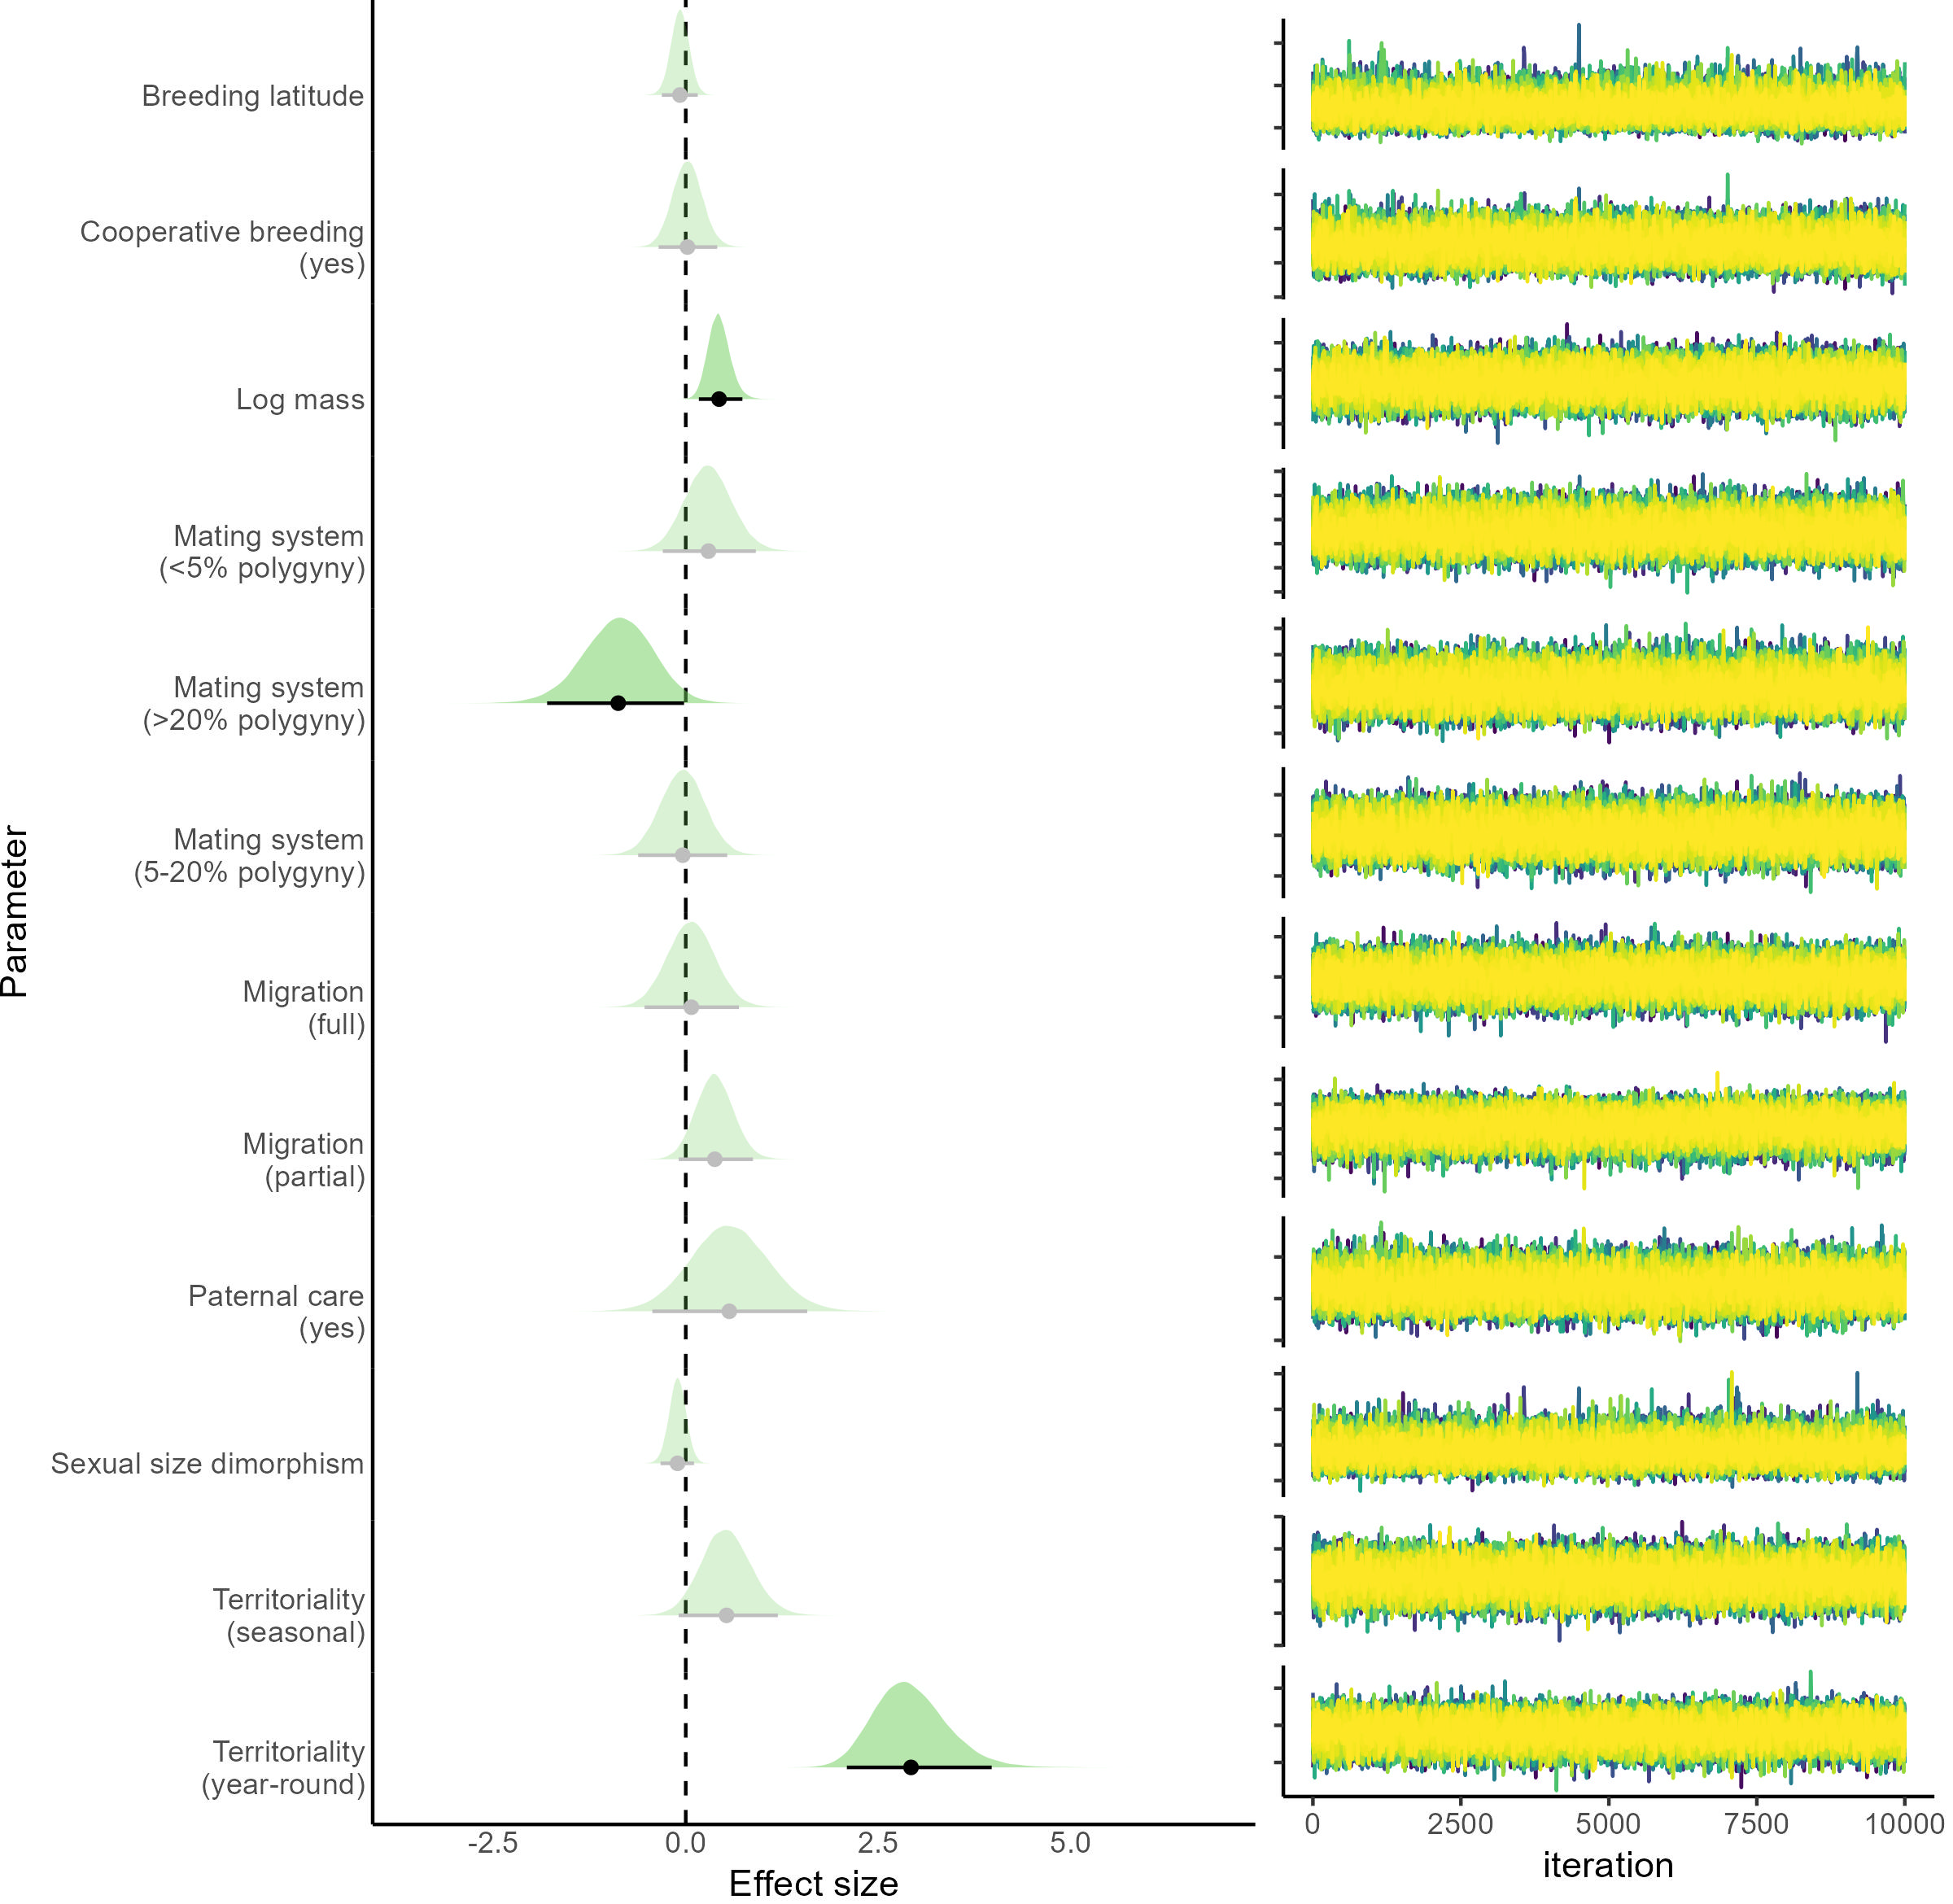 Parameter
Breeding latitude
Cooperative breeding
(yes)
Log mass
Mating system
(<5% polygyny)
Mating system
(>20% polygyny)
Mating system
(5-20% polygyny)
Migration
(full)
Migration
(partial)
Paternal care
(yes)
Sexual size dimorphism
Territoriality
(seasonal)
Territoriality
(year-round)
-2.5 0.0 2.5 5.0
Effect size
0 2500 5000 7500 10000
iteration